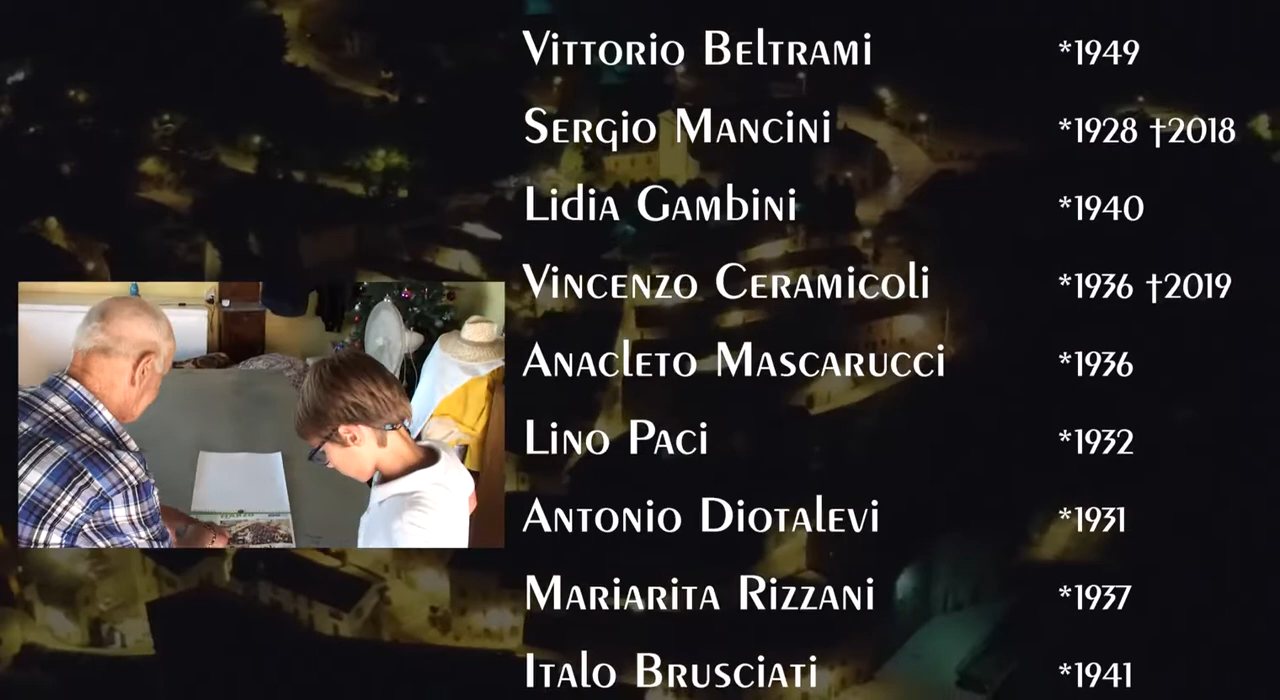 Vittorio Beltrami *1949
Sergio Mancini *1928 †2018
Lidia Gambini *1940
Vincenzo Ceramicoli *1936 †2019
Anacleto Mascarucci *1936
Lino Paci *1932
Antonio Diotalevi *1931
Mariarita Rizzani *1937
Italo Brusciati *1941